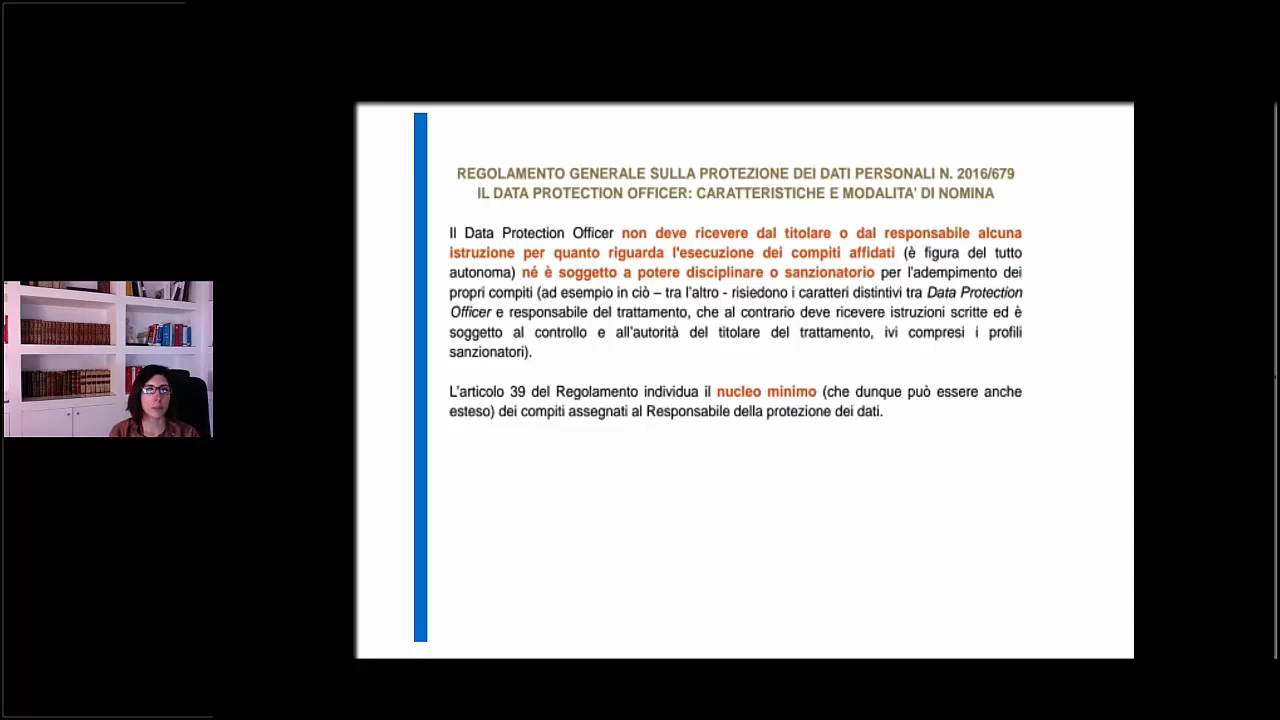 REGOLAMENTO GENERALE SULLA PROTEZIONE DEI DATI PERSONALI N. 2016/679
IL DATA PROTECTION OFFICER: CARATTERISTICHE E MODALITA' DI NOMINA
Il Data Protection Officer non deve ricevere dal titolare o dal responsabile alcuna
istruzione per quanto riguarda l'esecuzione dei compiti affidati (è figura del tutto
autonoma) né è soggetto a potere disciplinare o sanzionatorio per l'adempimento dei
propri compiti (ad esempio in ciò – tra l'altro - risiedono i caratteri distintivi tra Data Protection
Officer e responsabile del trattamento, che al contrario deve ricevere istruzioni scritte ed è
soggetto al controllo e all'autorità del titolare del trattamento, ivi compresi i profili
sanzionatori).
L'articolo 39 del Regolamento individua il nucleo minimo (che dunque può essere anche
esteso) dei compiti assegnati al Responsabile della protezione dei dati.